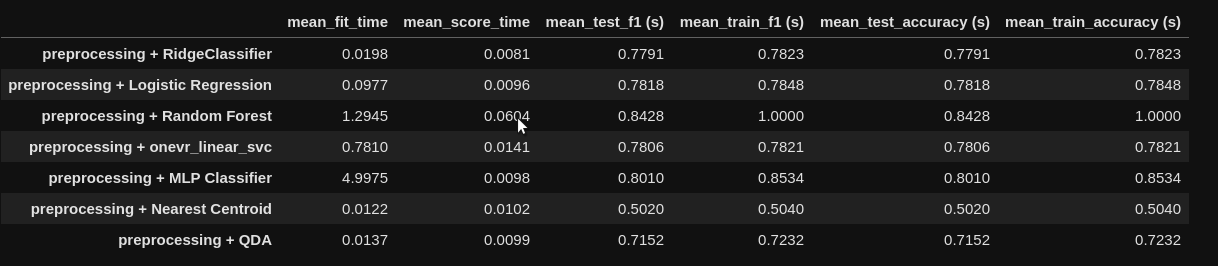 mean_fit_time mean_score_time mean_test_f1 (s) mean_train_f1 (s) mean_test_accuracy (s) mean_train_accuracy (s)
preprocessing + RidgeClassifier 0.0198 0.0081 0.7791 0.7823 0.7791 0.7823
preprocessing + Logistic Regression 0.0977 0.0096 0.7818 0.7848 0.7818 0.7848
preprocessing + Random Forest 1.2945 0.0604 0.8428 1.0000 0.8428 1.0000
preprocessing + onevr_linear_svc 0.7810 0.0141 0.7806 0.7821 0.7806 0.7821
preprocessing + MLP Classifier 4.9975 0.0098 0.8010 0.8534 0.8010 0.8534
preprocessing + Nearest Centroid 0.0122 0.0102 0.5020 0.5040 0.5020 0.5040
preprocessing + QDA 0.0137 0.0099 0.7152 0.7232 0.7152 0.7232